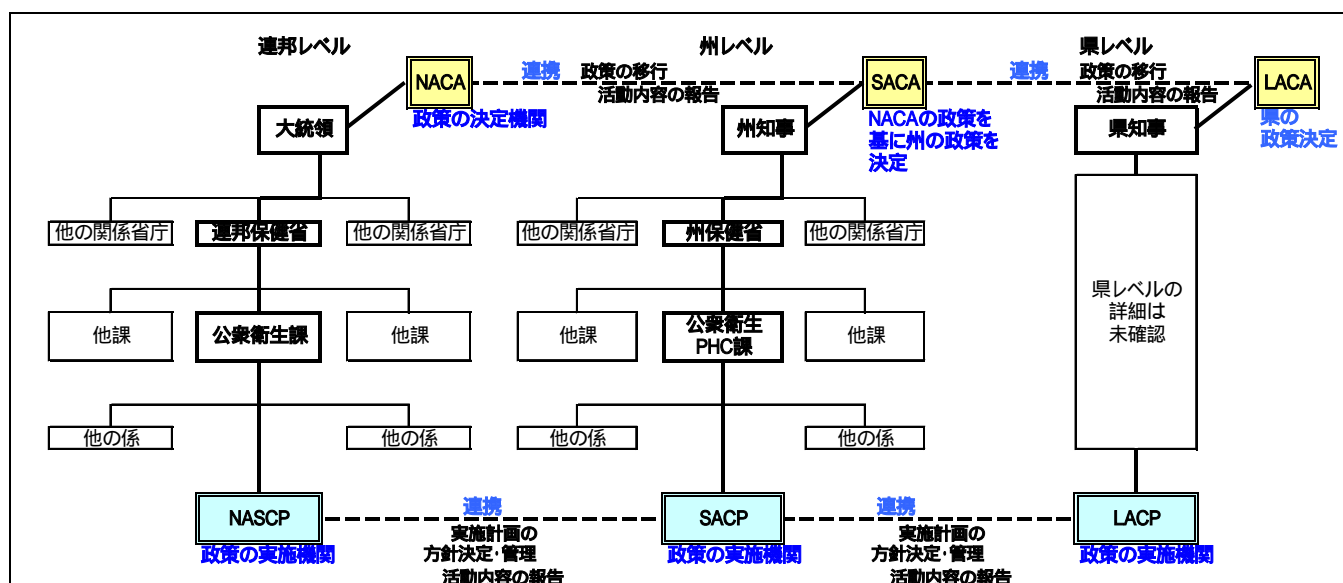 連邦レベル
州レベル
県レベル
NACA
連携
政策の移行
活動内容の報告
SACA
連携
政策の移行
活動内容の報告
LACA
政策の決定機関
NACAの政策を
基に州の政策を
決定
県の
政策決定
大統領
州知事
県知事
他の関係省庁
連邦保健省
他の関係省庁
他の関係省庁
州保健省
他の関係省庁
他課
公衆衛生課
他課
他課
公衆衛生
PHC課
他課
県レベルの
詳細は
未確認
他の係
他の係
他の係
他の係
NASCP
連携
SACP
連携
LACP
政策の実施機関
実施計画の
方針決定・管理
活動内容の報告
政策の実施機関
実施計画の
方針決定・管理
活動内容の報告
政策の実施機関